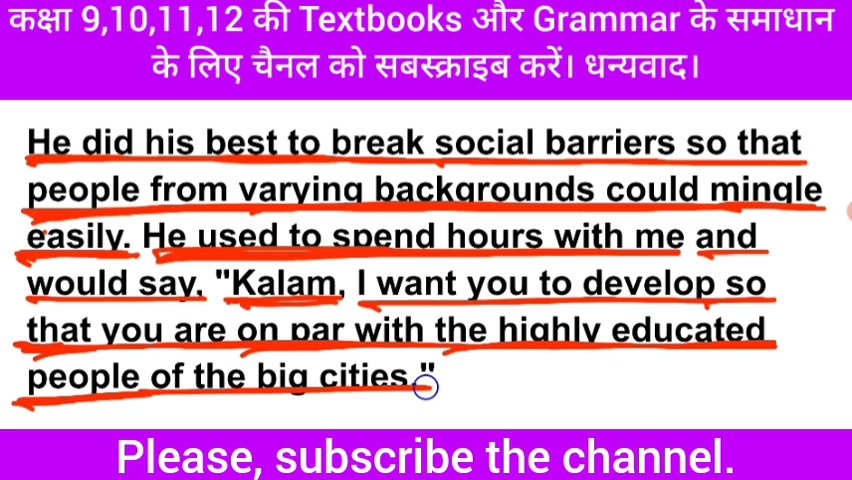 कक्षा 9,10,11,12 की Textbooks और Grammar के समाधान
के लिए चैनल को सबस्क्राइब करें। धन्यवाद।
He did his best to break social barriers so that
people from varying backgrounds could mingle
easily. He used to spend hours with me and
would say, "Kalam, I want you to develop so
that you are on par with the highly educated
people of the big cities."
Please, subscribe the channel.